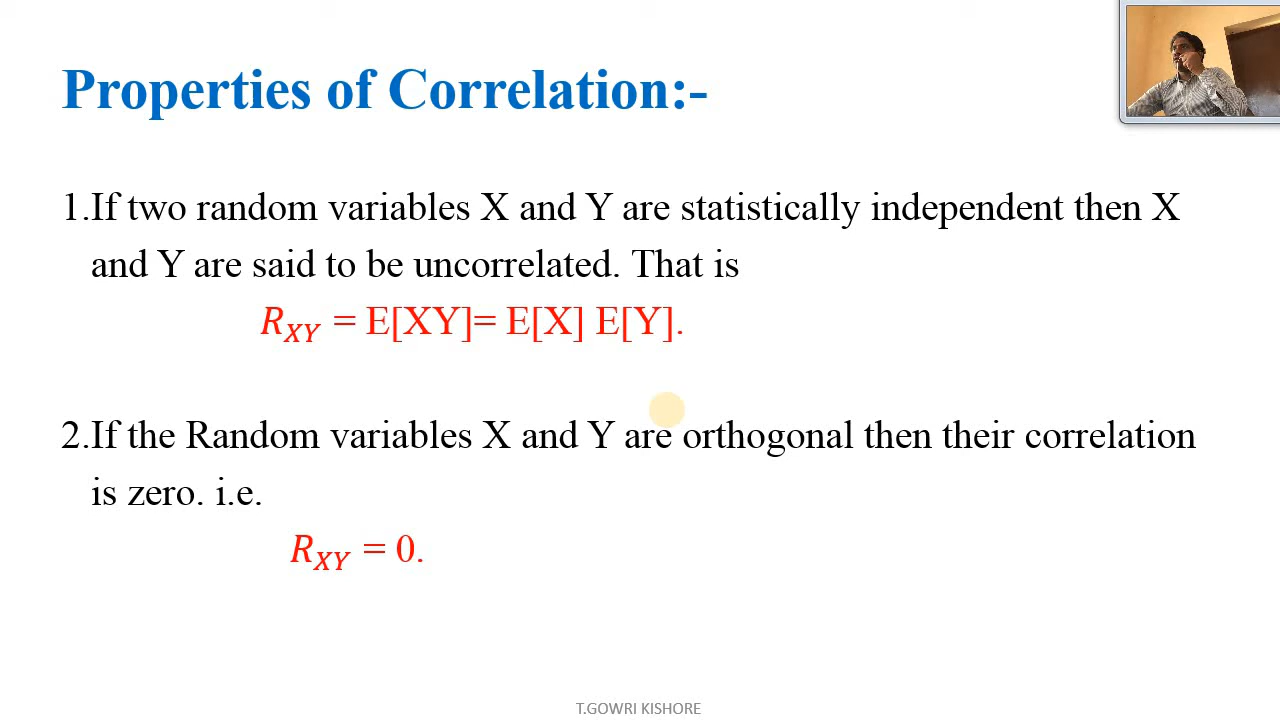 Properties of Correlation:-
1.If two random variables X and Y are statistically independent then X
and Y are said to be uncorrelated. That is
R_XY = E[XY]= E[X] E[Y].
2.If the Random variables X and Y are orthogonal then their correlation
is zero. i.e.
R_XY = 0.
T.GOWRI KISHORE